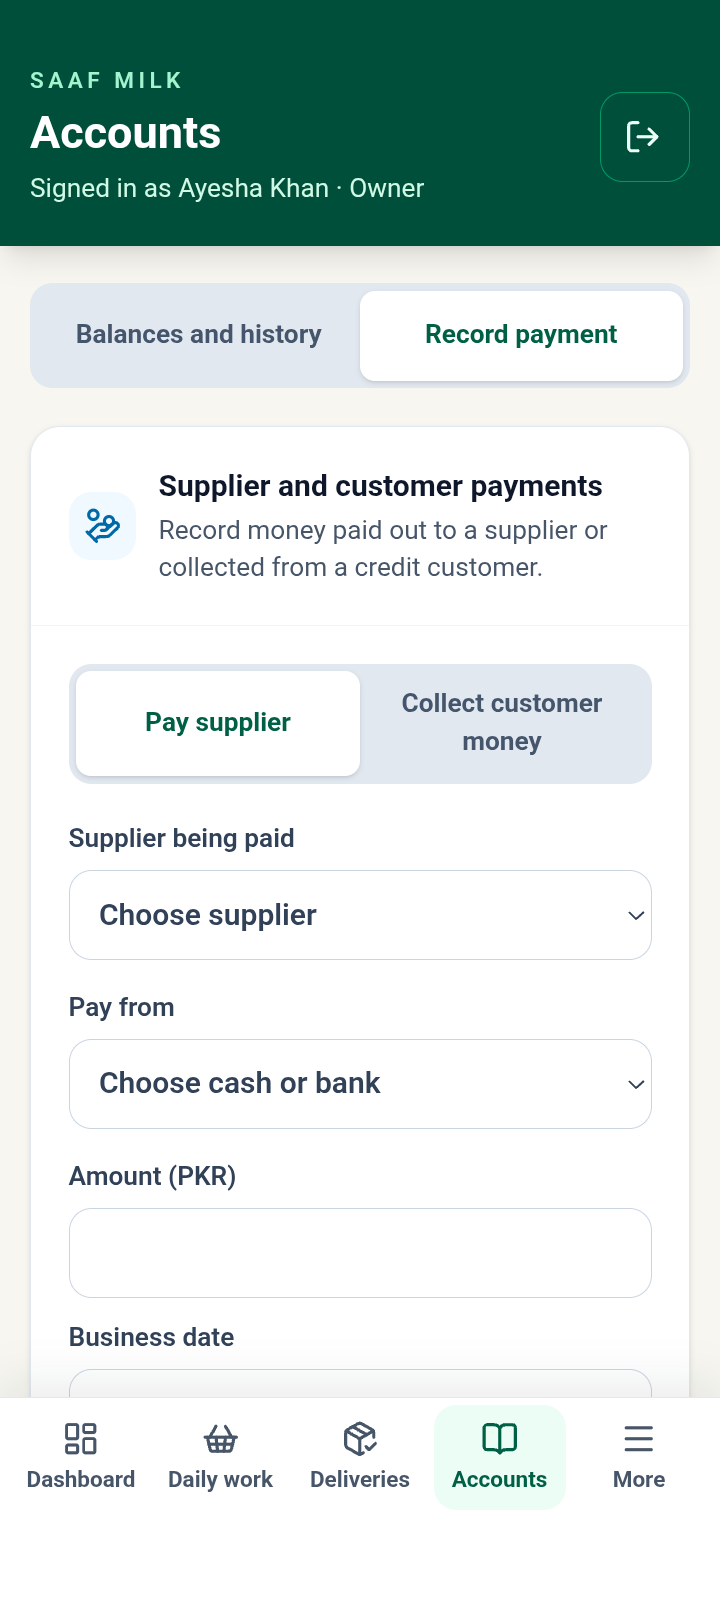 SAAF MILK
Accounts
Signed in as Ayesha Khan · Owner
Balances and history
Record payment
Supplier and customer payments
Record money paid out to a supplier or
collected from a credit customer.
Pay supplier
Collect customer
money
Supplier being paid
Choose supplier
Pay from
Choose cash or bank
Amount (PKR)
Business date
Dashboard
Daily work
Deliveries
Accounts
More